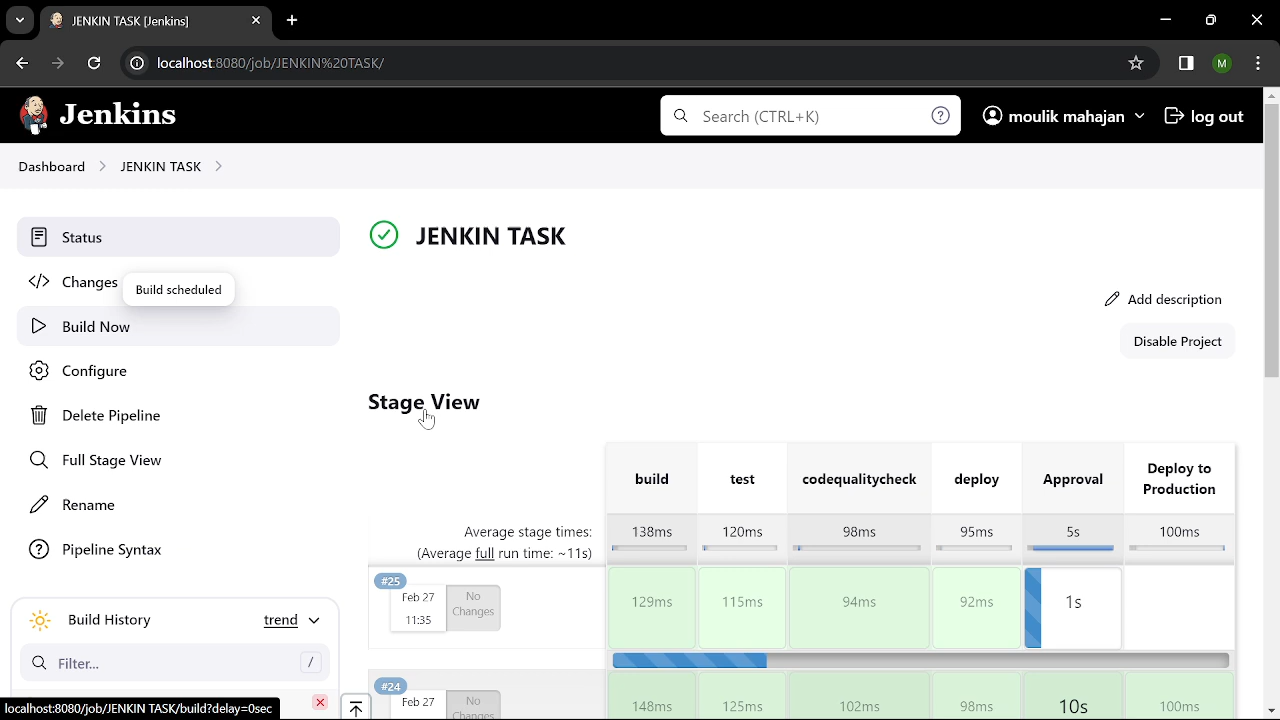 JENKIN TASK [Jenkins]
localhost:8080/job/JENKIN%20TASK/
M
Jenkins
Search (CTRL+K)
?
moulik mahajan
log out
Dashboard
JENKIN TASK
Status
Changes
Build scheduled
Build Now
Configure
Delete Pipeline
Full Stage View
Rename
Pipeline Syntax
Build History
trend
Filter...
/
localhost:8080/job/JENKIN TASK/build?delay=0sec
JENKIN TASK
Add description
Disable Project
Stage View
build test codequalitycheck deploy Approval Deploy to
Production
Average stage times:
(Average full run time: ~11s)
138ms 120ms 98ms 95ms 5s 100ms
#25
Feb 27
11:35
No
Changes
129ms 115ms 94ms 92ms 1s
#24
Feb 27
No
Changes
148ms 125ms 102ms 98ms 10s 100ms